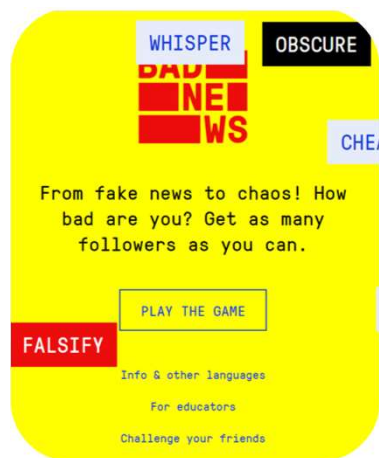 WHISPER
OBSCURE
BAD
NE
WS
CHEA
From fake news to chaos! How
bad are you? Get as many
followers as you can.
PLAY THE GAME
FALSIFY
Info & other languages
For educators
Challenge your friends